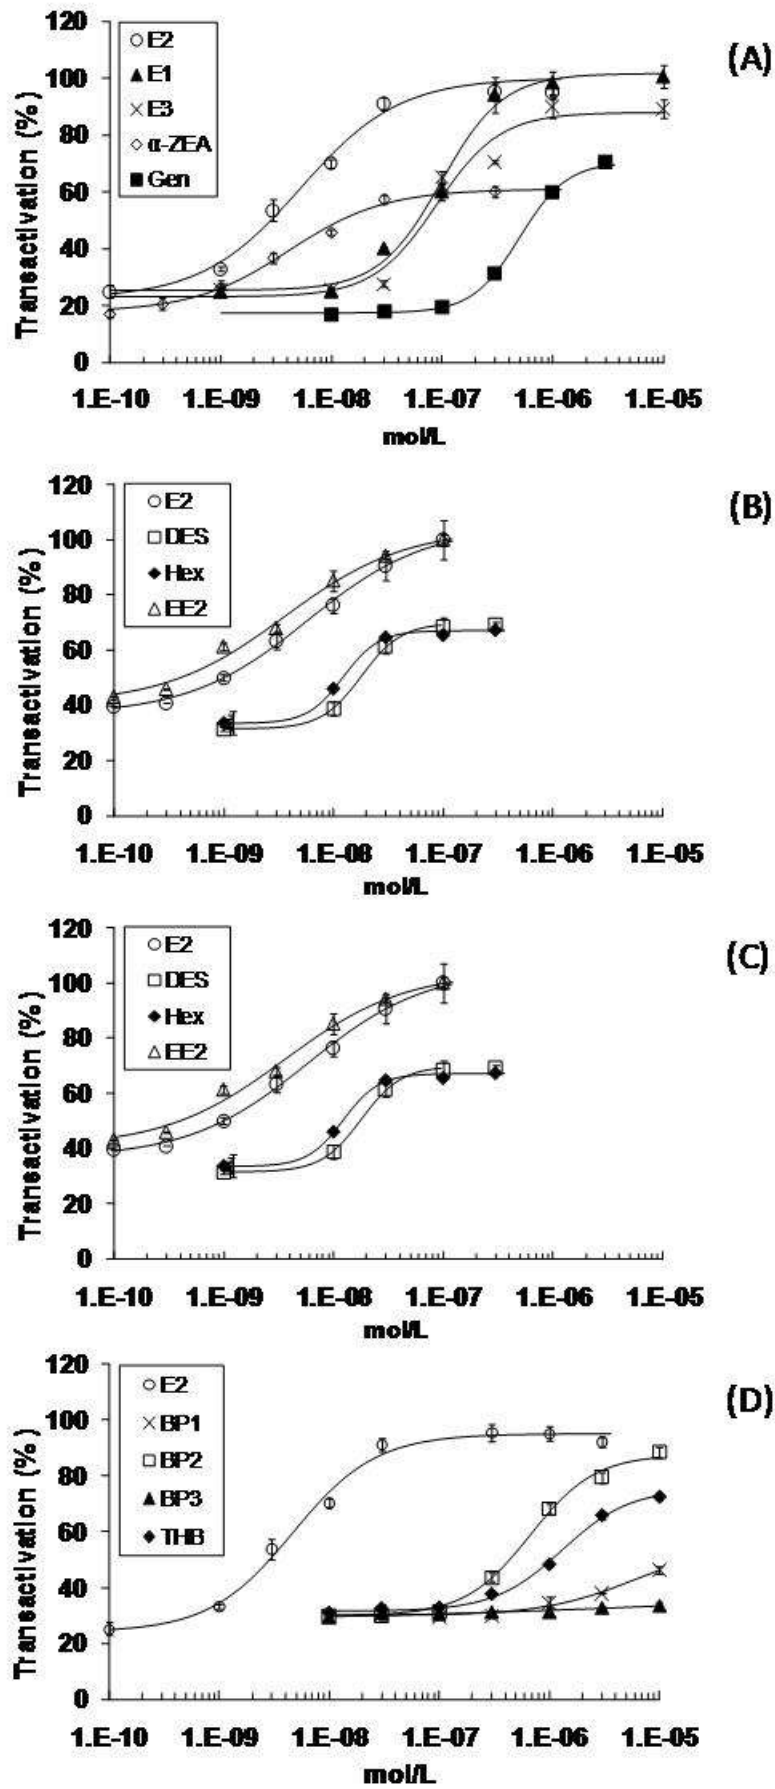 120
100
80
60
40
20
0
Transactivation (%)
E2
E1
E3
α-ZEA
Gen
(A)
1.E-10 1.E-09 1.E-08 1.E-07 1.E-06 1.E-05
mol/L
120
100
80
60
40
20
0
Transactivation (%)
E2
DES
Hex
EE2
(B)
1.E-10 1.E-09 1.E-08 1.E-07 1.E-06 1.E-05
mol/L
120
100
80
60
40
20
0
Transactivation (%)
E2
DES
Hex
EE2
(C)
1.E-10 1.E-09 1.E-08 1.E-07 1.E-06 1.E-05
mol/L
120
100
80
60
40
20
0
Transactivation (%)
E2
BP1
BP2
BP3
THB
(D)
1.E-10 1.E-09 1.E-08 1.E-07 1.E-06 1.E-05
mol/L